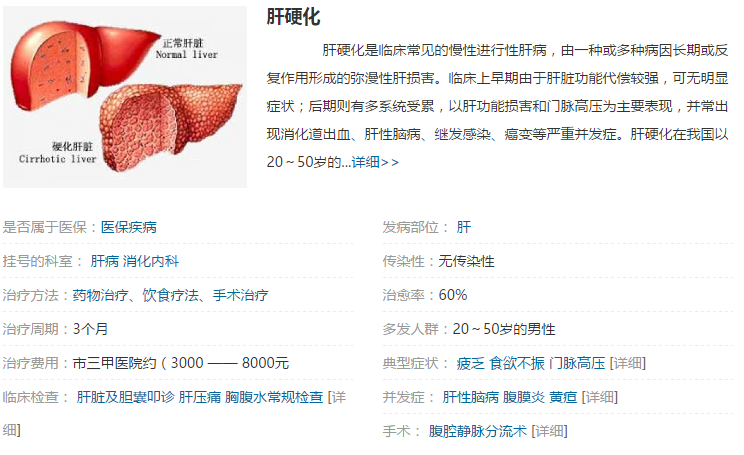 正常肝脏
Normal liver
硬化肝脏
Cirrhotic liver
肝硬化
肝硬化是临床常见的慢性进行性肝病，由一种或多种病因长期或反
复作用形成的弥漫性肝损害。临床上早期由于肝脏功能代偿较强，可无明显
症状；后期则有多系统受累，以肝功能损害和门脉高压为主要表现，并常出
现消化道出血、肝性脑病、继发感染、癌变等严重并发症。肝硬化在我国以
20～50岁的...详细>>
是否属于医保：医保疾病
挂号的科室： 肝病 消化内科
治疗方法：药物治疗、饮食疗法、手术治疗
治疗周期：3个月
治疗费用：市三甲医院约（3000 —— 8000元
临床检查： 肝脏及胆囊叩诊 肝压痛 胸腹水常规检查 [详
细]
发病部位： 肝
传染性：无传染性
治愈率：60%
多发人群：20～50岁的男性
典型症状： 疲乏 食欲不振 门脉高压 [详细]
并发症： 肝性脑病 腹膜炎 黄疸 [详细]
手术： 腹腔静脉分流术 [详细]